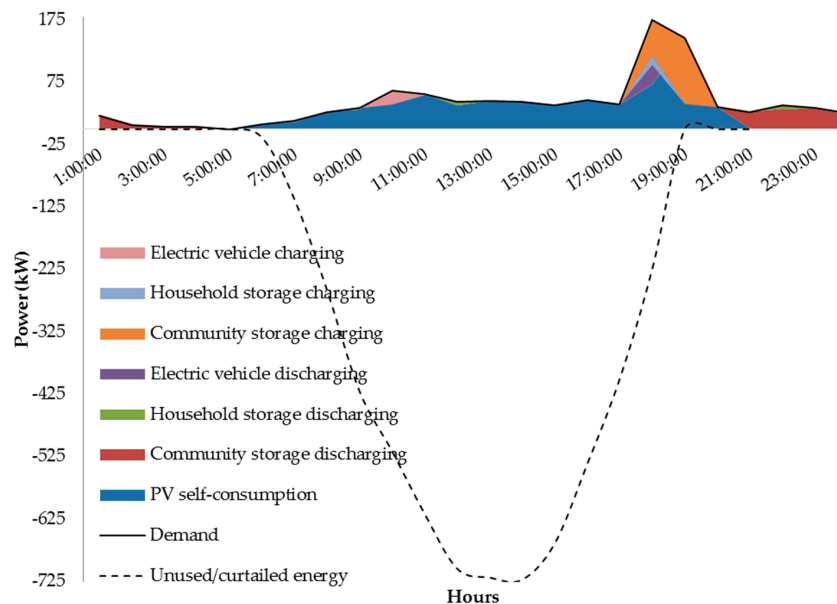 175
75
-25
-125
-225
-325
-425
-525
-625
-725
Power(kW)
1:00:00
3:00:00
5:00:00
7:00:00
9:00:00
11:00:00
13:00:00
15:00:00
17:00:00
19:00:00
21:00:00
23:00:00
Electric vehicle charging
Household storage charging
Community storage charging
Electric vehicle discharging
Household storage discharging
Community storage discharging
PV self-consumption
Demand
Unused/curtailed energy
Hours